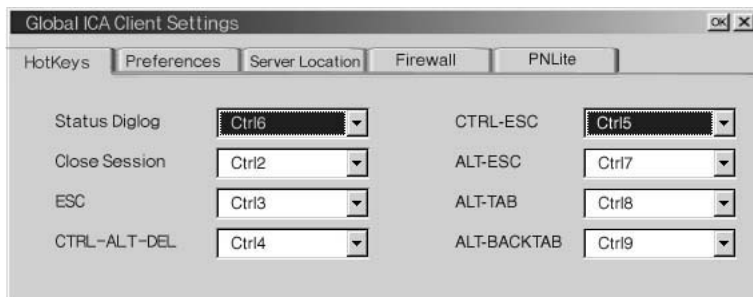 Global ICA Client Settings OK
HotKeys Preferences Server Location Firewall PNLite
Status Diglog Ctrl6 CTRL-ESC Ctrl5
Close Session Ctrl2 ALT-ESC Ctrl7
ESC Ctrl3 ALT-TAB Ctrl8
CTRL-ALT-DEL Ctrl4 ALT-BACKTAB Ctrl9